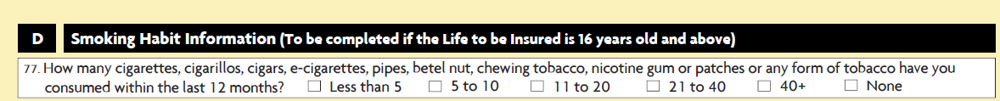 D Smoking Habit Information (To be completed if the Life to be Insured is 16 years old and above)
77. How many cigarettes, cigarillos, cigars, e-cigarettes, pipes, betel nut, chewing tobacco, nicotine gum or patches or any form of tobacco have you
consumed within the last 12 months? ☐ Less than 5 ☐ 5 to 10 ☐ 11 to 20 ☐ 21 to 40 ☐ 40+ ☐ None